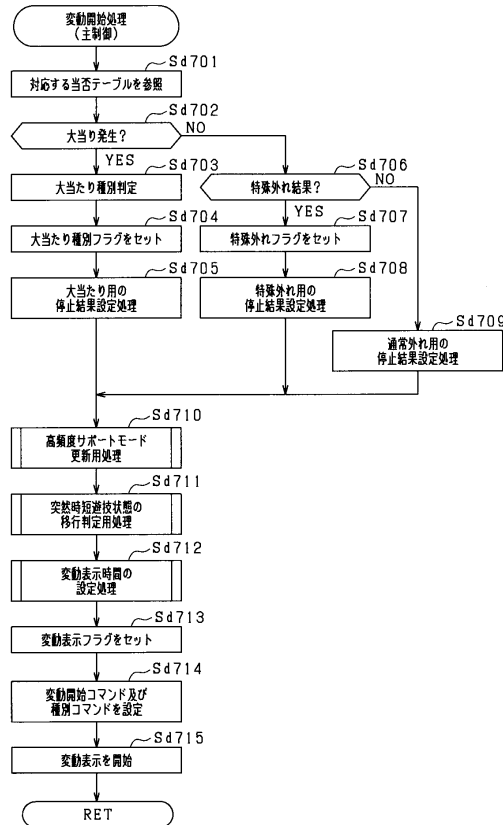 変動開始処理
(主制御)
Sd701
対応する当否テーブルを参照
Sd702
大当り発生?
NO
YES
Sd703
大当たり種別判定
Sd706
特殊外れ結果?
NO
YES
Sd704
大当たり種別フラグをセット
Sd707
特殊外れフラグをセット
Sd705
大当たり用の
停止結果設定処理
Sd708
特殊外れ用の
停止結果設定処理
Sd709
通常外れ用の
停止結果設定処理
Sd710
高頻度サポートモード
更新用処理
Sd711
突然時短遊技状態の
移行判定用処理
Sd712
変動表示時間の
設定処理
Sd713
変動表示フラグをセット
Sd714
変動開始コマンド及び
種別コマンドを設定
Sd715
変動表示を開始
RET